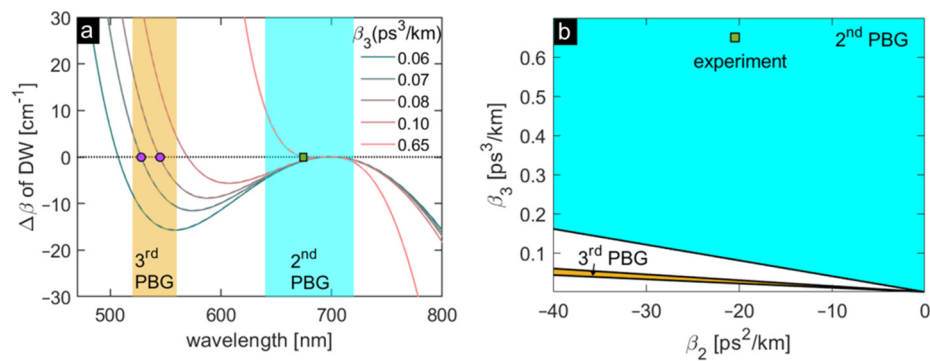 a
β₃(ps³/km)
0.06
0.07
0.08
0.10
0.65
30
20
10
0
−10
−20
−30
Δβ of DW [cm⁻¹]
3ʳᵈ
PBG
2ⁿᵈ
PBG
500
600
700
800
wavelength [nm]
b
2ⁿᵈ PBG
experiment
3ʳᵈ PBG
0.6
0.5
0.4
0.3
0.2
0.1
β₃ [ps³/km]
−40
−30
−20
−10
0
β₂ [ps²/km]